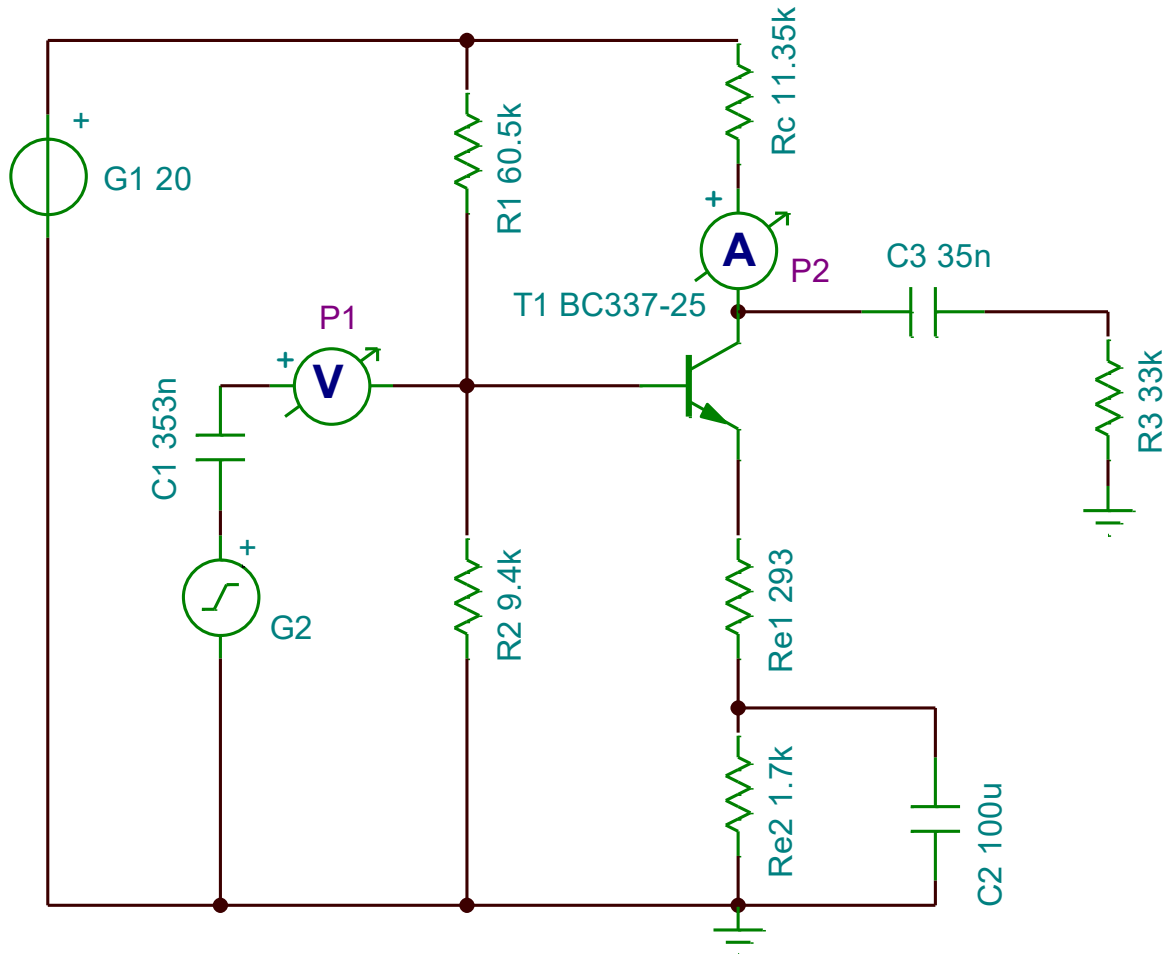 Rc 11.35k
+
G1 20
R1 60.5k
+
A
P2
C3 35n
T1 BC337-25
P1
+
V
C1 353n
R3 33k
+
G2
R2 9.4k
Re1 293
Re2 1.7k
C2 100u